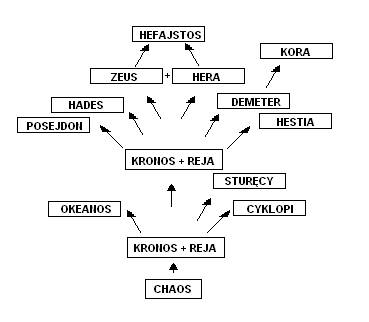 HEFAJSTOS
KORA
ZEUS + HERA
HADES
DEMETER
POSEJDON
HESTIA
KRONOS + REJA
STURĘCY
OKEANOS
CYKLOPI
KRONOS + REJA
CHAOS